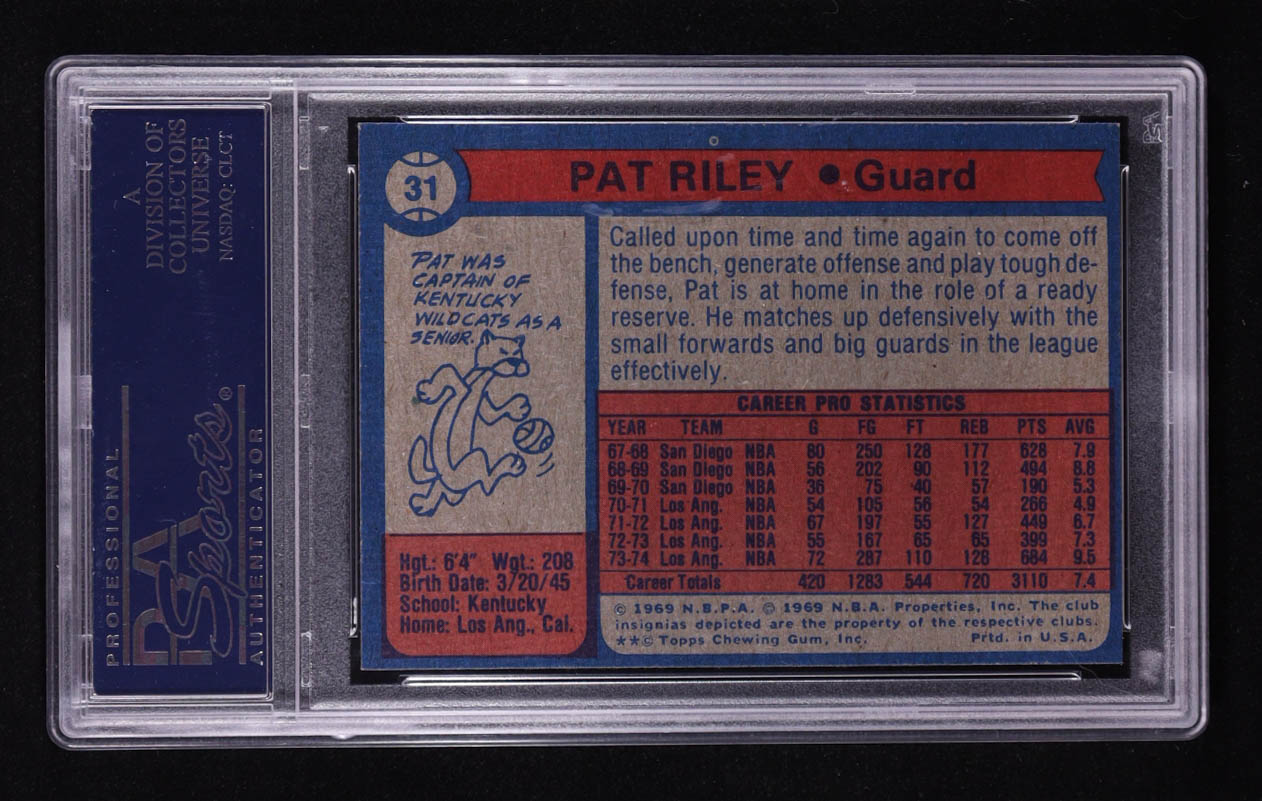 A
DIVISION OF
COLLECTORS
UNIVERSE
NASDAQ: CLCT
PROFESSIONAL
PSA
Sports®
AUTHENTICATOR
31
PAT RILEY • Guard
PAT WAS
CAPTAIN OF
KENTUCKY
WILDCATS AS A
SENIOR.
Called upon time and time again to come off
the bench, generate offense and play tough de-
fense, Pat is at home in the role of a ready
reserve. He matches up defensively with the
small forwards and big guards in the league
effectively.
Hgt.: 6'4" Wgt.: 208
Birth Date: 3/20/45
School: Kentucky
Home: Los Ang., Cal.
CAREER PRO STATISTICS
YEAR TEAM G FG FT REB PTS AVG
67-68 San Diego NBA 80 250 128 177 628 7.9
68-69 San Diego NBA 56 202 90 112 494 8.8
69-70 San Diego NBA 36 75 40 57 190 5.3
70-71 Los Ang. NBA 54 105 56 54 266 4.9
71-72 Los Ang. NBA 67 197 55 127 449 6.7
72-73 Los Ang. NBA 55 167 65 65 399 7.3
73-74 Los Ang. NBA 72 287 110 128 684 9.5
Career Totals 420 1283 544 720 3110 7.4
© 1969 N.B.P.A. © 1969 N.B.A. Properties, Inc. The club
insignias depicted are the property of the respective clubs.
**© Topps Chewing Gum, Inc. Prtd. in U.S.A.
PSA